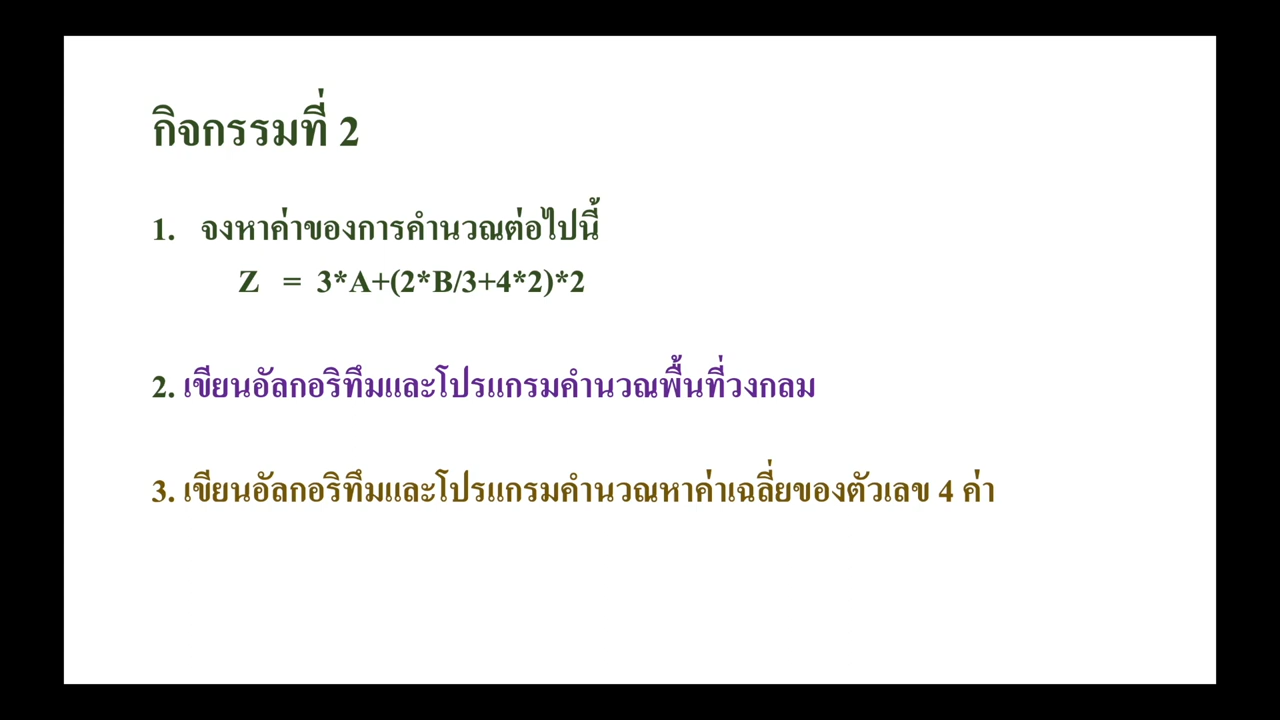 กิจกรรมที่ 2
1. จงหาค่าของการคำนวณต่อไปนี้
Z = 3*A+(2*B/3+4*2)*2
2. เขียนอัลกอริทึมและโปรแกรมคำนวณพื้นที่วงกลม
3. เขียนอัลกอริทึมและโปรแกรมคำนวณหาค่าเฉลี่ยของตัวเลข 4 ค่า